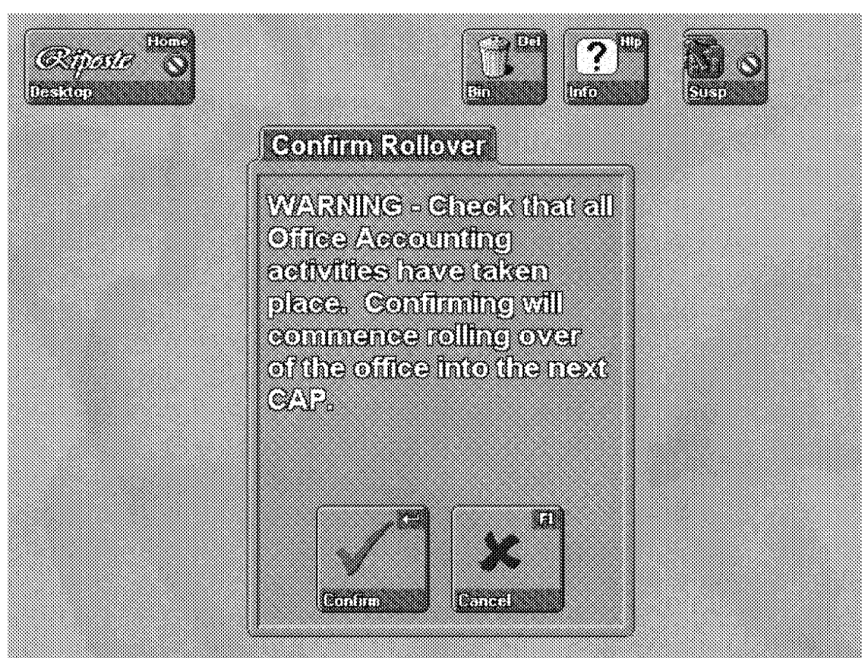 Riposte Home
Desktop
Del
Bin
Hlp
?
Info
Susp
Confirm Rollover
WARNING - Check that all
Office Accounting
activities have taken
place. Confirming will
commence rolling over
of the office into the next
CAP.
Confirm
F1
Cancel